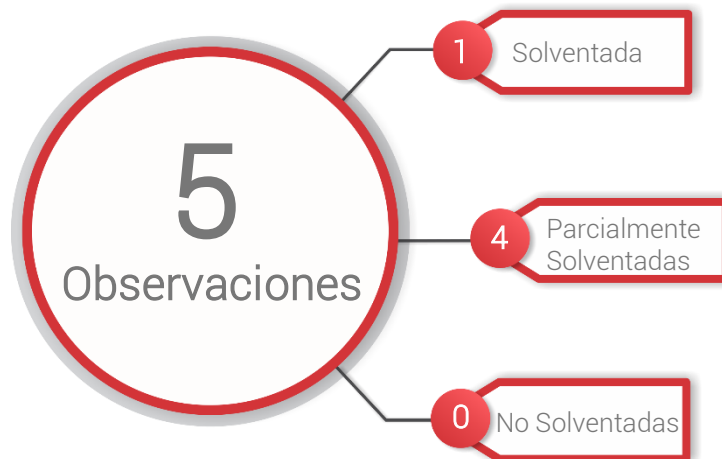 5
Observaciones
1
Solventada
4
Parcialmente
Solventadas
0
No Solventadas